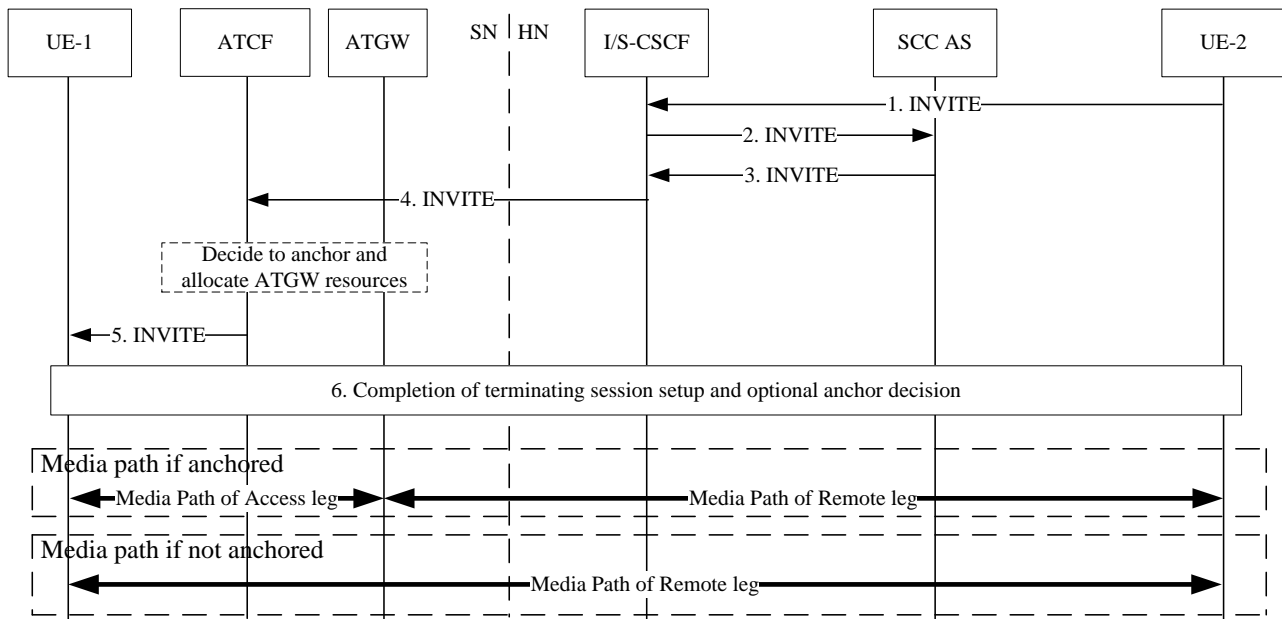 UE-1
ATCF
ATGW
SN
HN
I/S-CSCF
SCC AS
UE-2
1. INVITE
2. INVITE
3. INVITE
4. INVITE
Decide to anchor and
allocate ATGW resources
5. INVITE
6. Completion of terminating session setup and optional anchor decision
Media path if anchored
Media Path of Access leg
Media Path of Remote leg
Media path if not anchored
Media Path of Remote leg